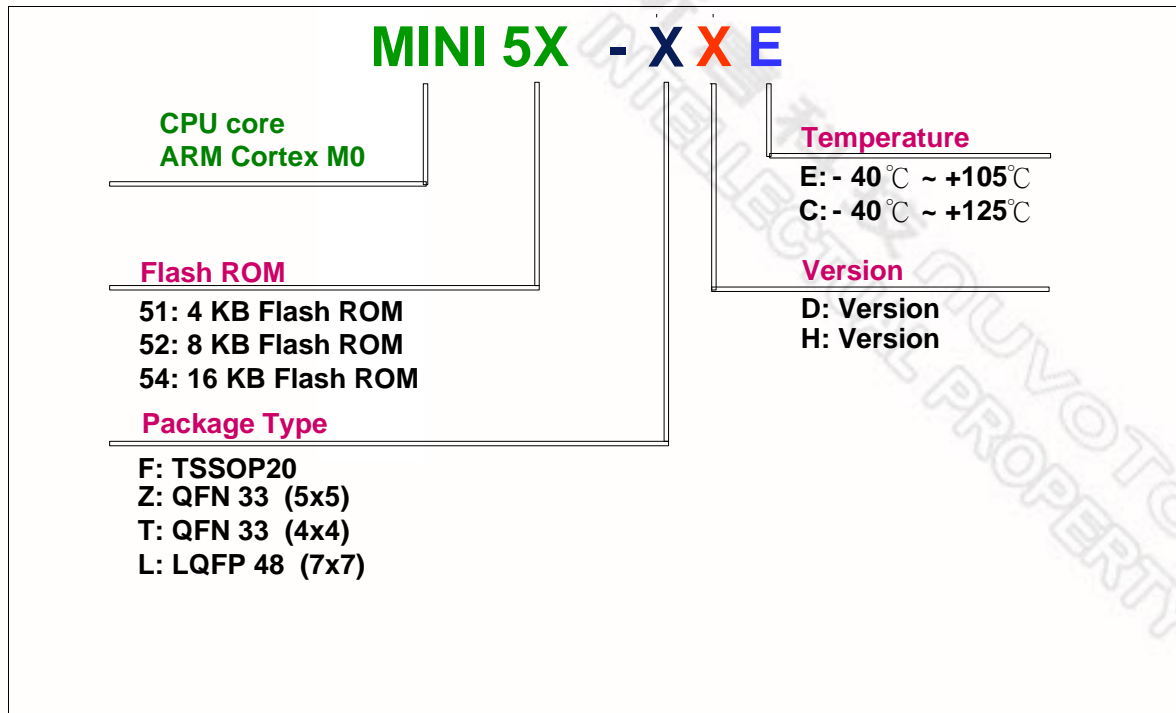 MINI 5X - X X E
CPU core
ARM Cortex M0
Temperature
E: - 40℃ ~ +105℃
C: - 40℃ ~ +125℃
Flash ROM
51: 4 KB Flash ROM
52: 8 KB Flash ROM
54: 16 KB Flash ROM
Version
D: Version
H: Version
Package Type
F: TSSOP20
Z: QFN 33 (5x5)
T: QFN 33 (4x4)
L: LQFP 48 (7x7)
INTELLECTUAL PROPERTY